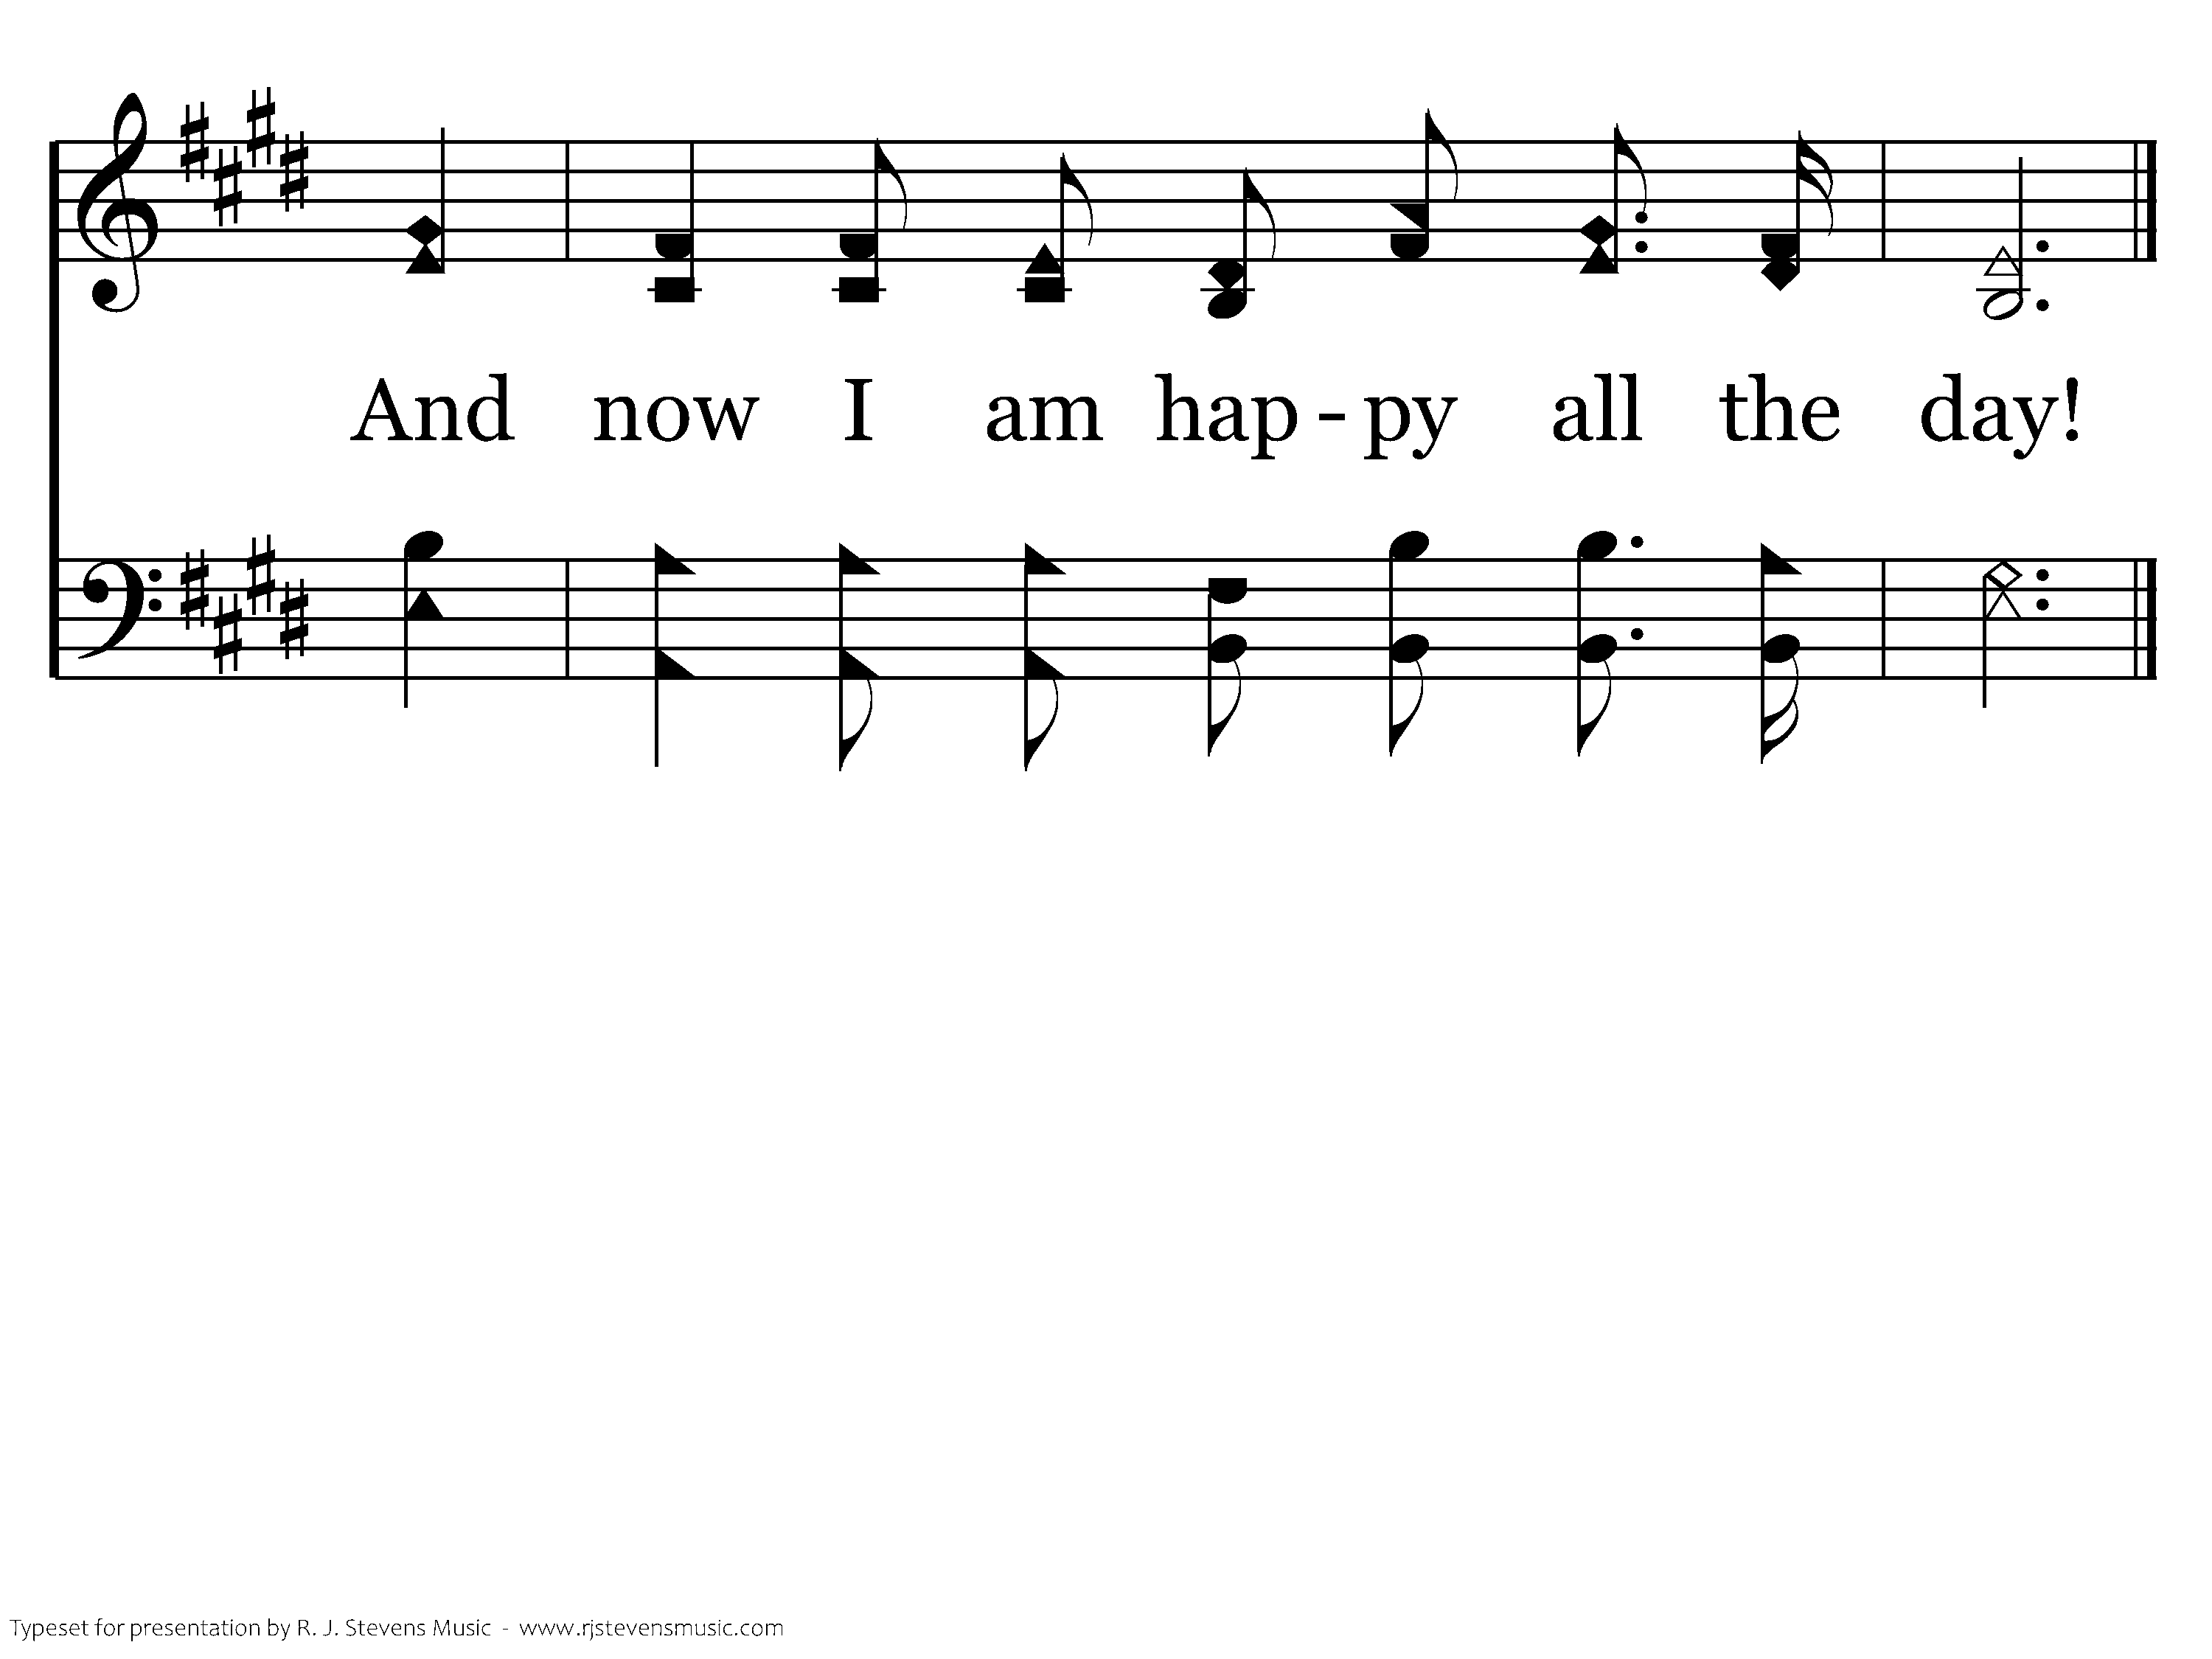 And now I am hap - py all the day!
Typeset for presentation by R. J. Stevens Music - www.rjstevensmusic.com